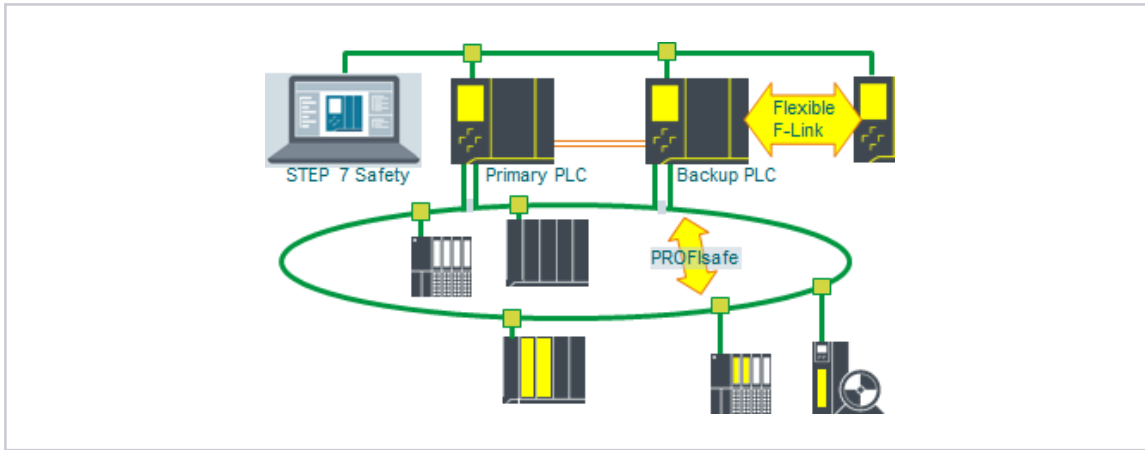 Flexible
F-Link
STEP 7 Safety
Primary PLC
Backup PLC
PROFIsafe